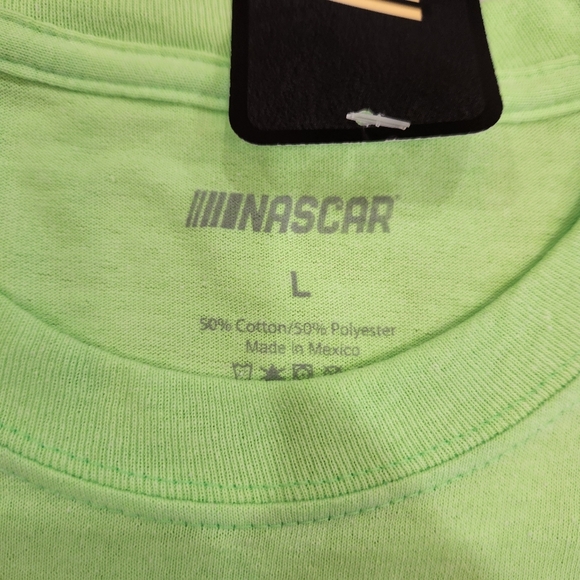 NASCAR
L
50% Cotton/50% Polyester
Made in Mexico